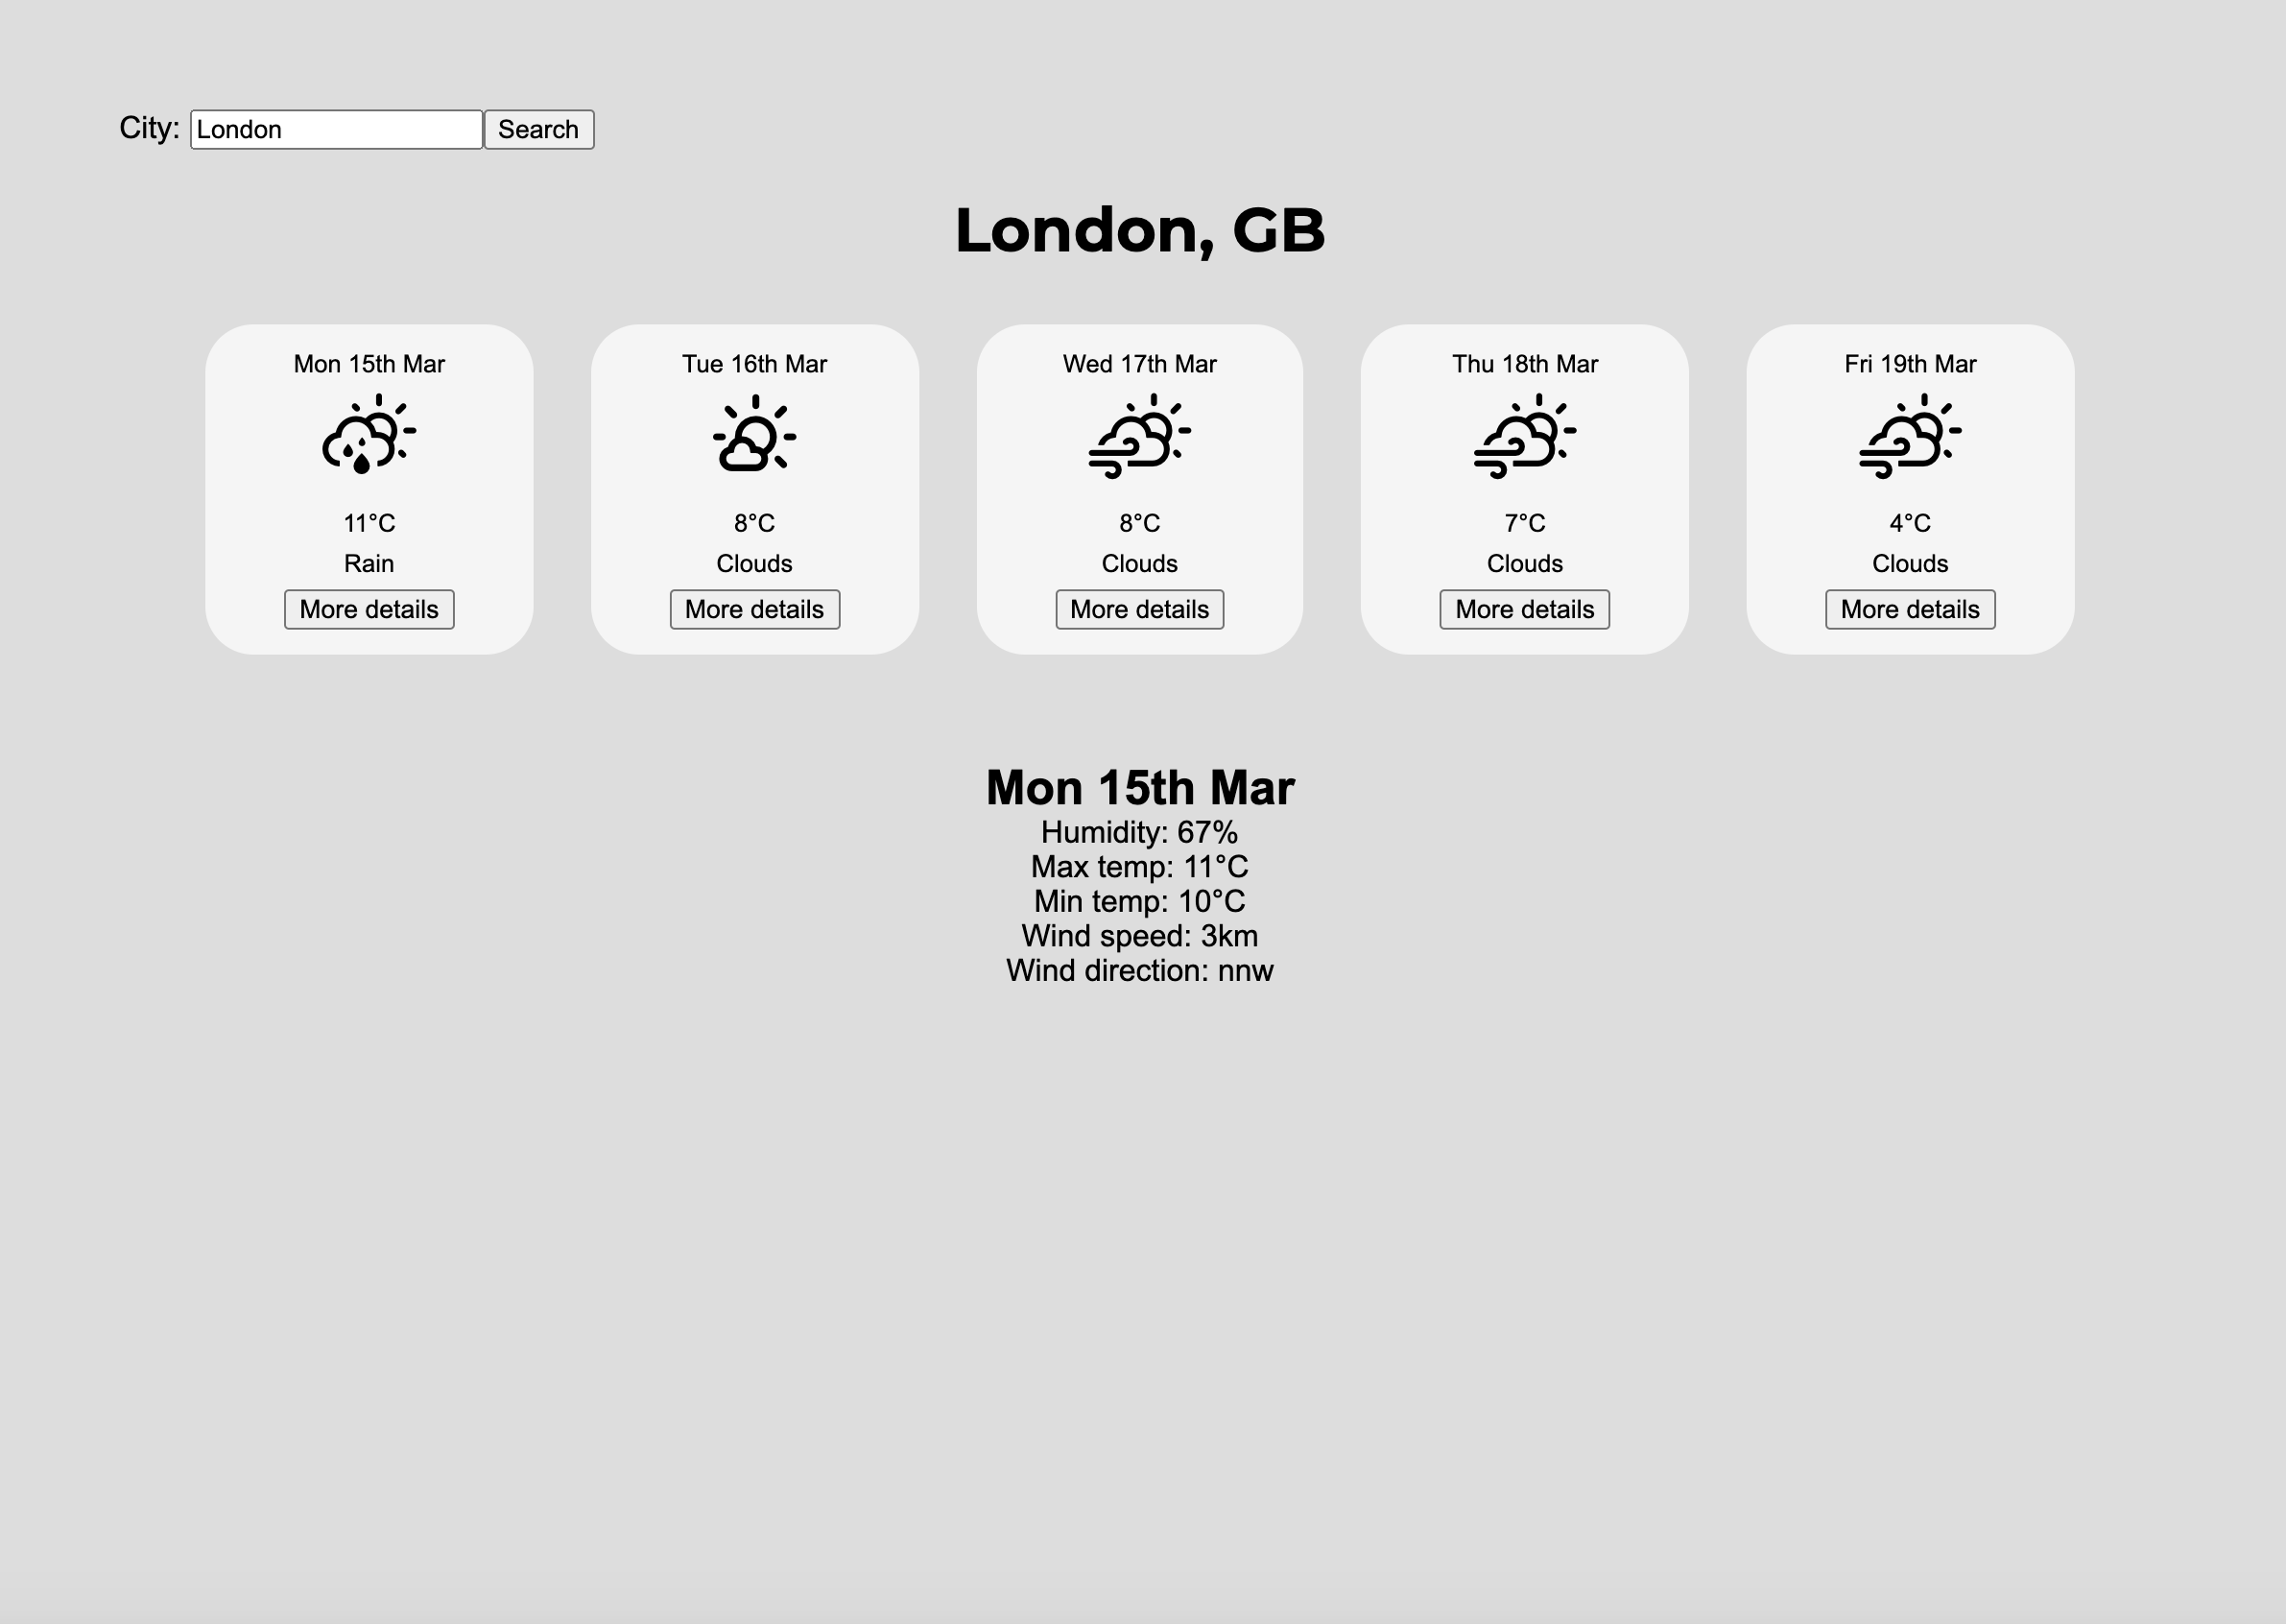 City: London Search
London, GB
Mon 15th Mar
11°C
Rain
More details
Tue 16th Mar
8°C
Clouds
More details
Wed 17th Mar
8°C
Clouds
More details
Thu 18th Mar
7°C
Clouds
More details
Fri 19th Mar
4°C
Clouds
More details
Mon 15th Mar
Humidity: 67%
Max temp: 11°C
Min temp: 10°C
Wind speed: 3km
Wind direction: nnw